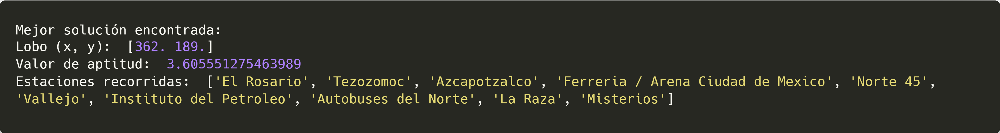 Mejor solución encontrada:
Lobo (x, y):  [362. 189.]
Valor de aptitud:  3.605551275463989
Estaciones recorridas:  ['El Rosario', 'Tezozomoc', 'Azcapotzalco', 'Ferreria / Arena Ciudad de Mexico', 'Norte 45',
'Vallejo', 'Instituto del Petroleo', 'Autobuses del Norte', 'La Raza', 'Misterios']